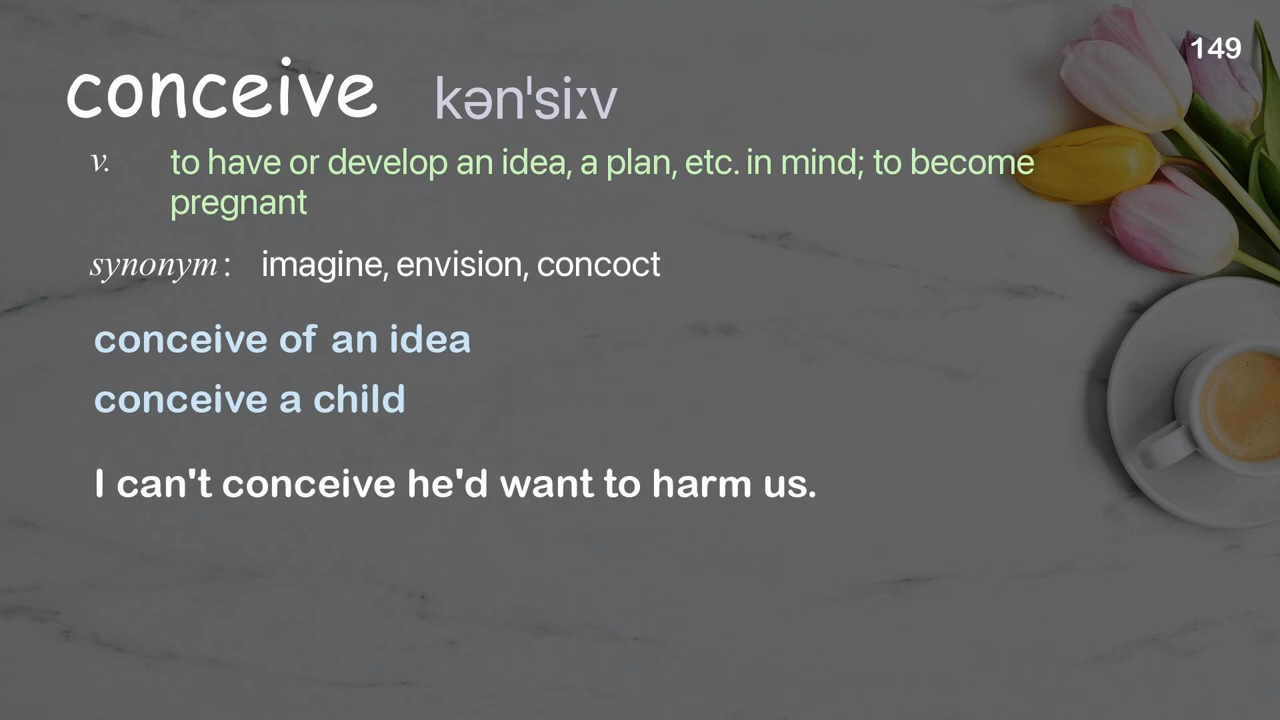 149
conceive kən'siːv
v. to have or develop an idea, a plan, etc. in mind; to become
pregnant
synonym : imagine, envision, concoct
conceive of an idea
conceive a child
I can't conceive he'd want to harm us.